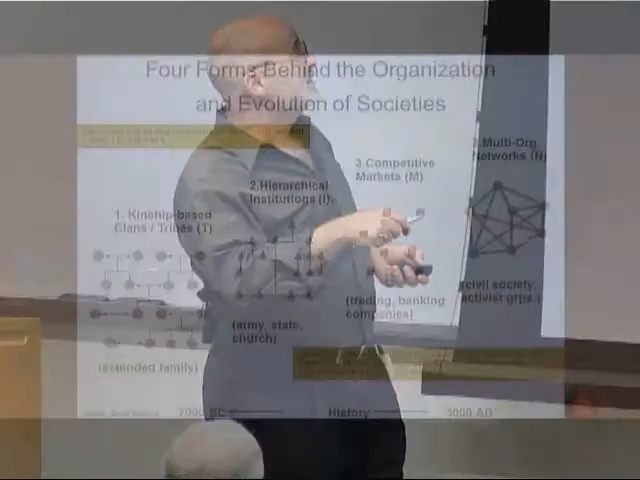 Four Forms Behind the Organization
and Evolution of Societies
1. Kinship-based
Clans / Tribes (T)
2.Hierarchical
Institutions (I)
3.Competitive
Markets (M)
Multi-Org.
Networks (N)
(extended family)
(army, state,
church)
(trading, banking
companies)
(civil society,
activist grps.)
2000 BC
History
3000 AD